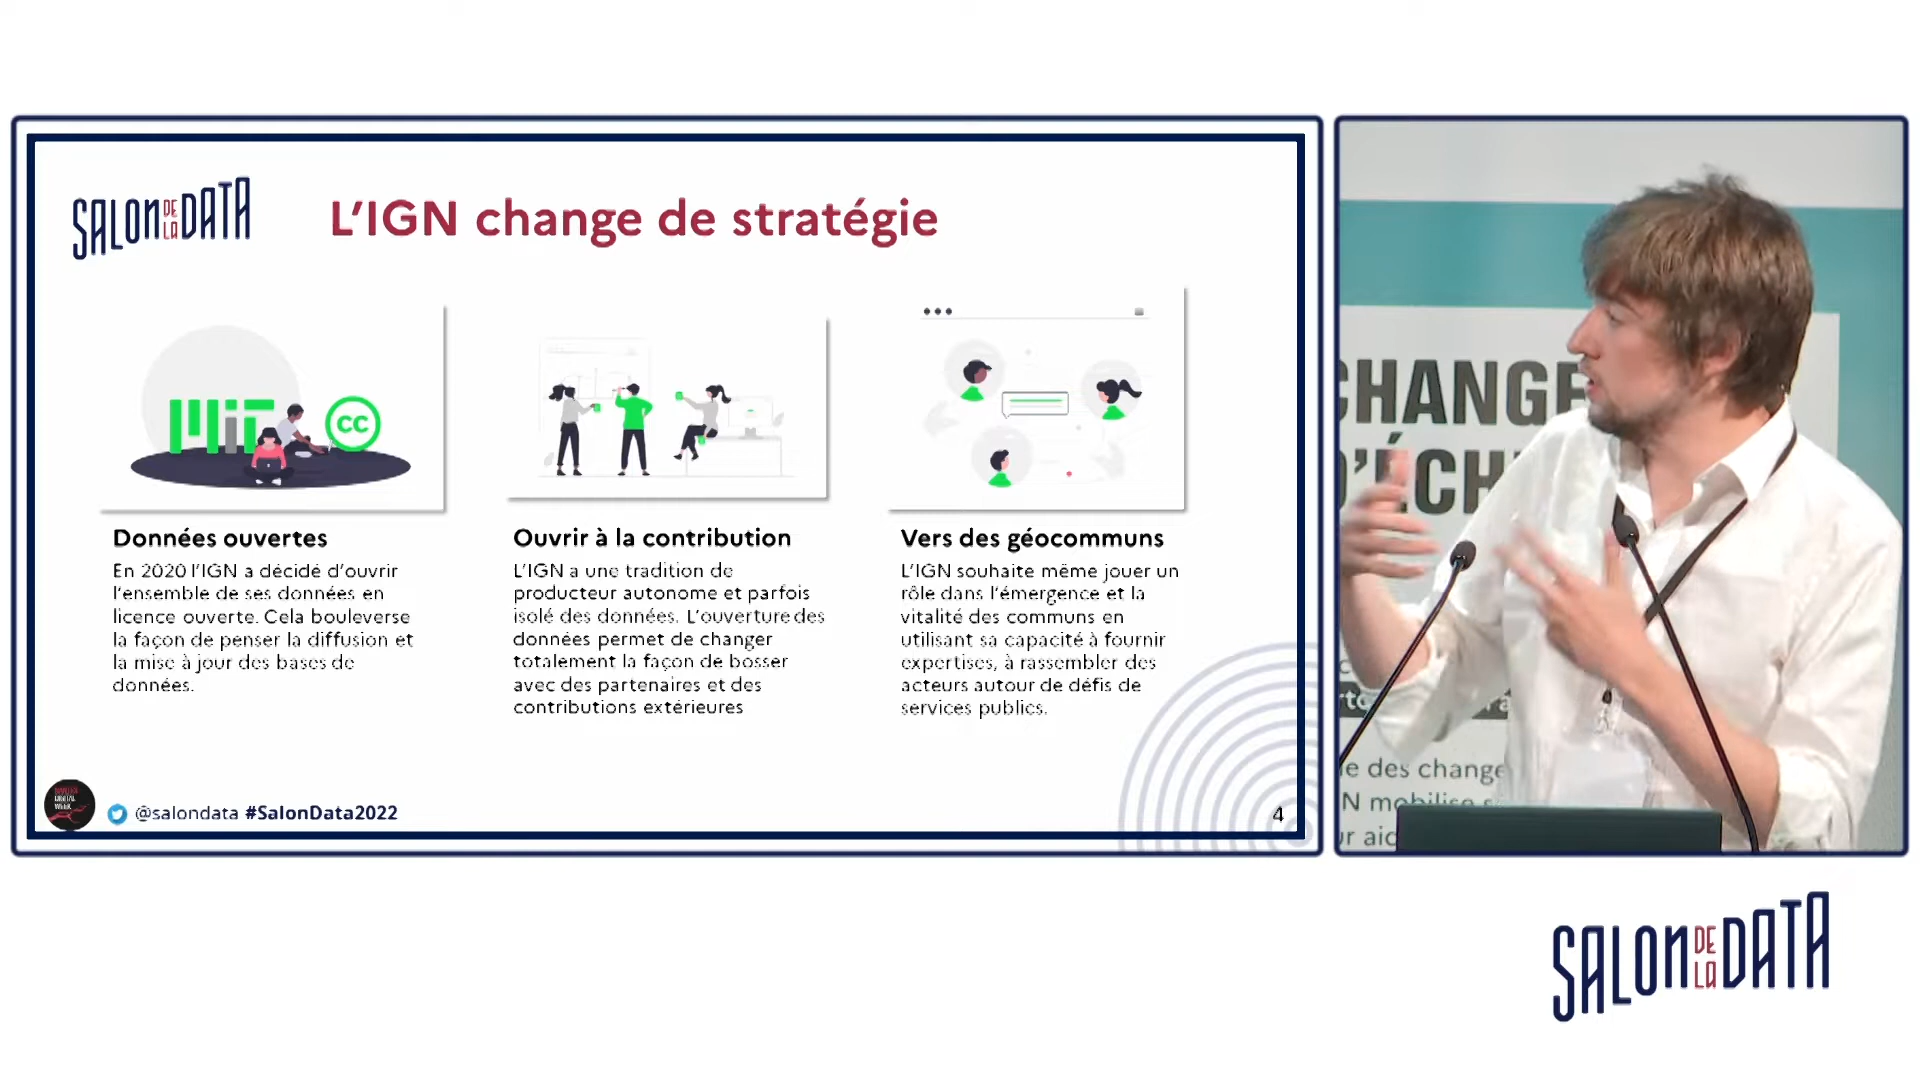 SALON DE LA DATA
L'IGN change de stratégie
MiT
cc
Données ouvertes
En 2020 l'IGN a décidé d'ouvrir
l'ensemble de ses données en
licence ouverte. Cela bouleverse
la façon de penser la diffusion et
la mise à jour des bases de
données.
Ouvrir à la contribution
L'IGN a une tradition de
producteur autonome et parfois
isolé des données. L'ouverture des
données permet de changer
totalement la façon de bosser
avec des partenaires et des
contributions extérieures
Vers des géocommuns
L'IGN souhaite même jouer un
rôle dans l'émergence et la
vitalité des communs en
utilisant sa capacité à fournir
expertises, à rassembler des
acteurs autour de défis de
services publics.
@salondata #SalonData2022
4
CHANGE
D'ÉCH
des change
N mobilise
SALON DE LA DATA